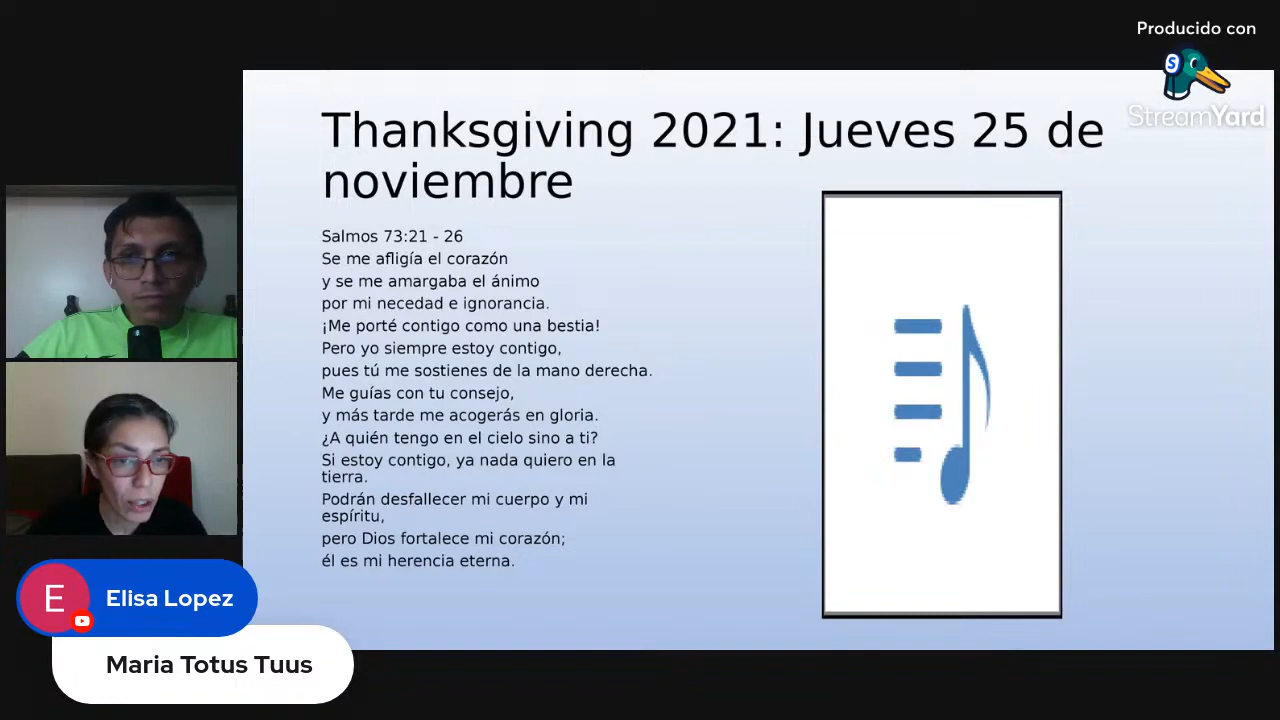 Producido con
StreamYard
Thanksgiving 2021: Jueves 25 de
noviembre
Salmos 73:21 - 26
Se me afligía el corazón
y se me amargaba el ánimo
por mi necedad e ignorancia.
¡Me porté contigo como una bestia!
Pero yo siempre estoy contigo,
pues tú me sostienes de la mano derecha.
Me guías con tu consejo,
y más tarde me acogerás en gloria.
¿A quién tengo en el cielo sino a ti?
Si estoy contigo, ya nada quiero en la
tierra.
Podrán desfallecer mi cuerpo y mi
espíritu,
pero Dios fortalece mi corazón;
él es mi herencia eterna.
E
Elisa Lopez
Maria Totus Tuus